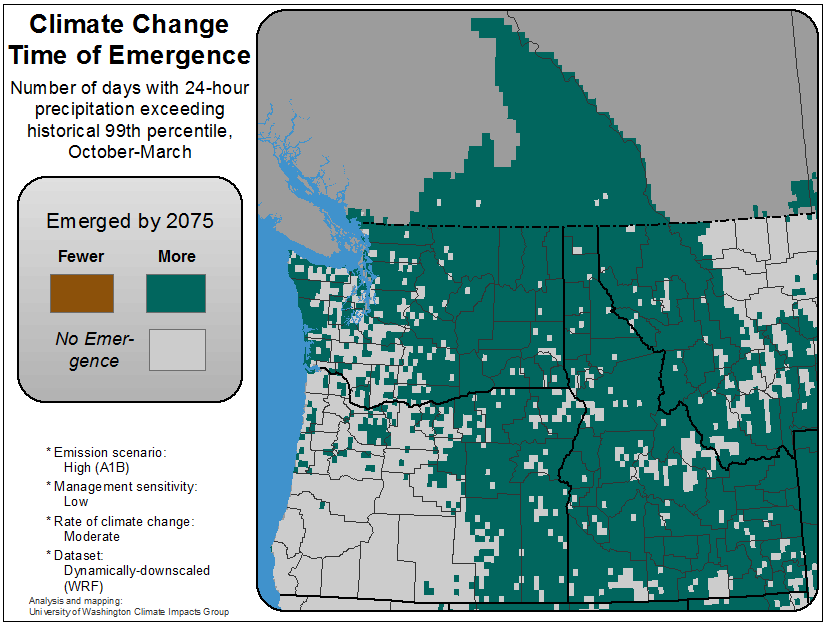 Climate Change
Time of Emergence
Number of days with 24-hour
precipitation exceeding
historical 99th percentile,
October-March
Emerged by 2075
Fewer More
No Emer-
gence
* Emission scenario:
High (A1B)
* Management sensitivity:
Low
* Rate of climate change:
Moderate
* Dataset:
Dynamically-downscaled
(WRF)
Analysis and mapping:
University of Washington Climate Impacts Group